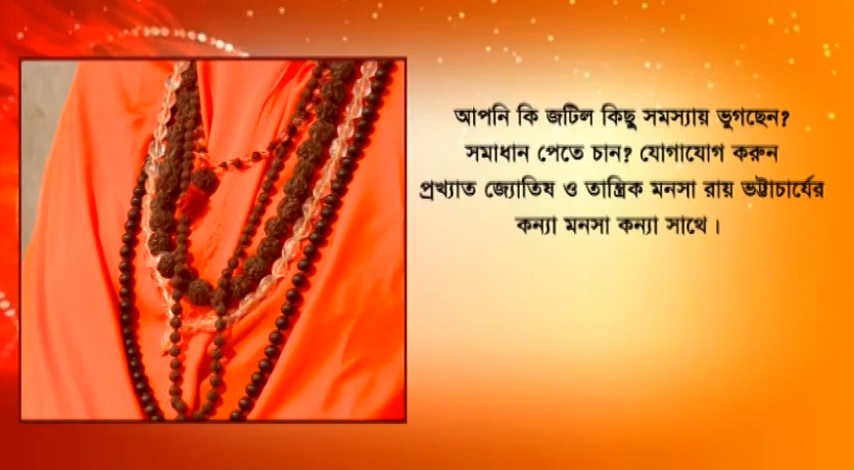 আপনি কি জটিল কিছু সমস্যায় ভুগছেন?
সমাধান পেতে চান? যোগাযোগ করুন
প্রখ্যাত জ্যোতিষ ও তান্ত্রিক মনসা রায় ভট্টাচার্যের
কন্যা মনসা কন্যা সাথে।